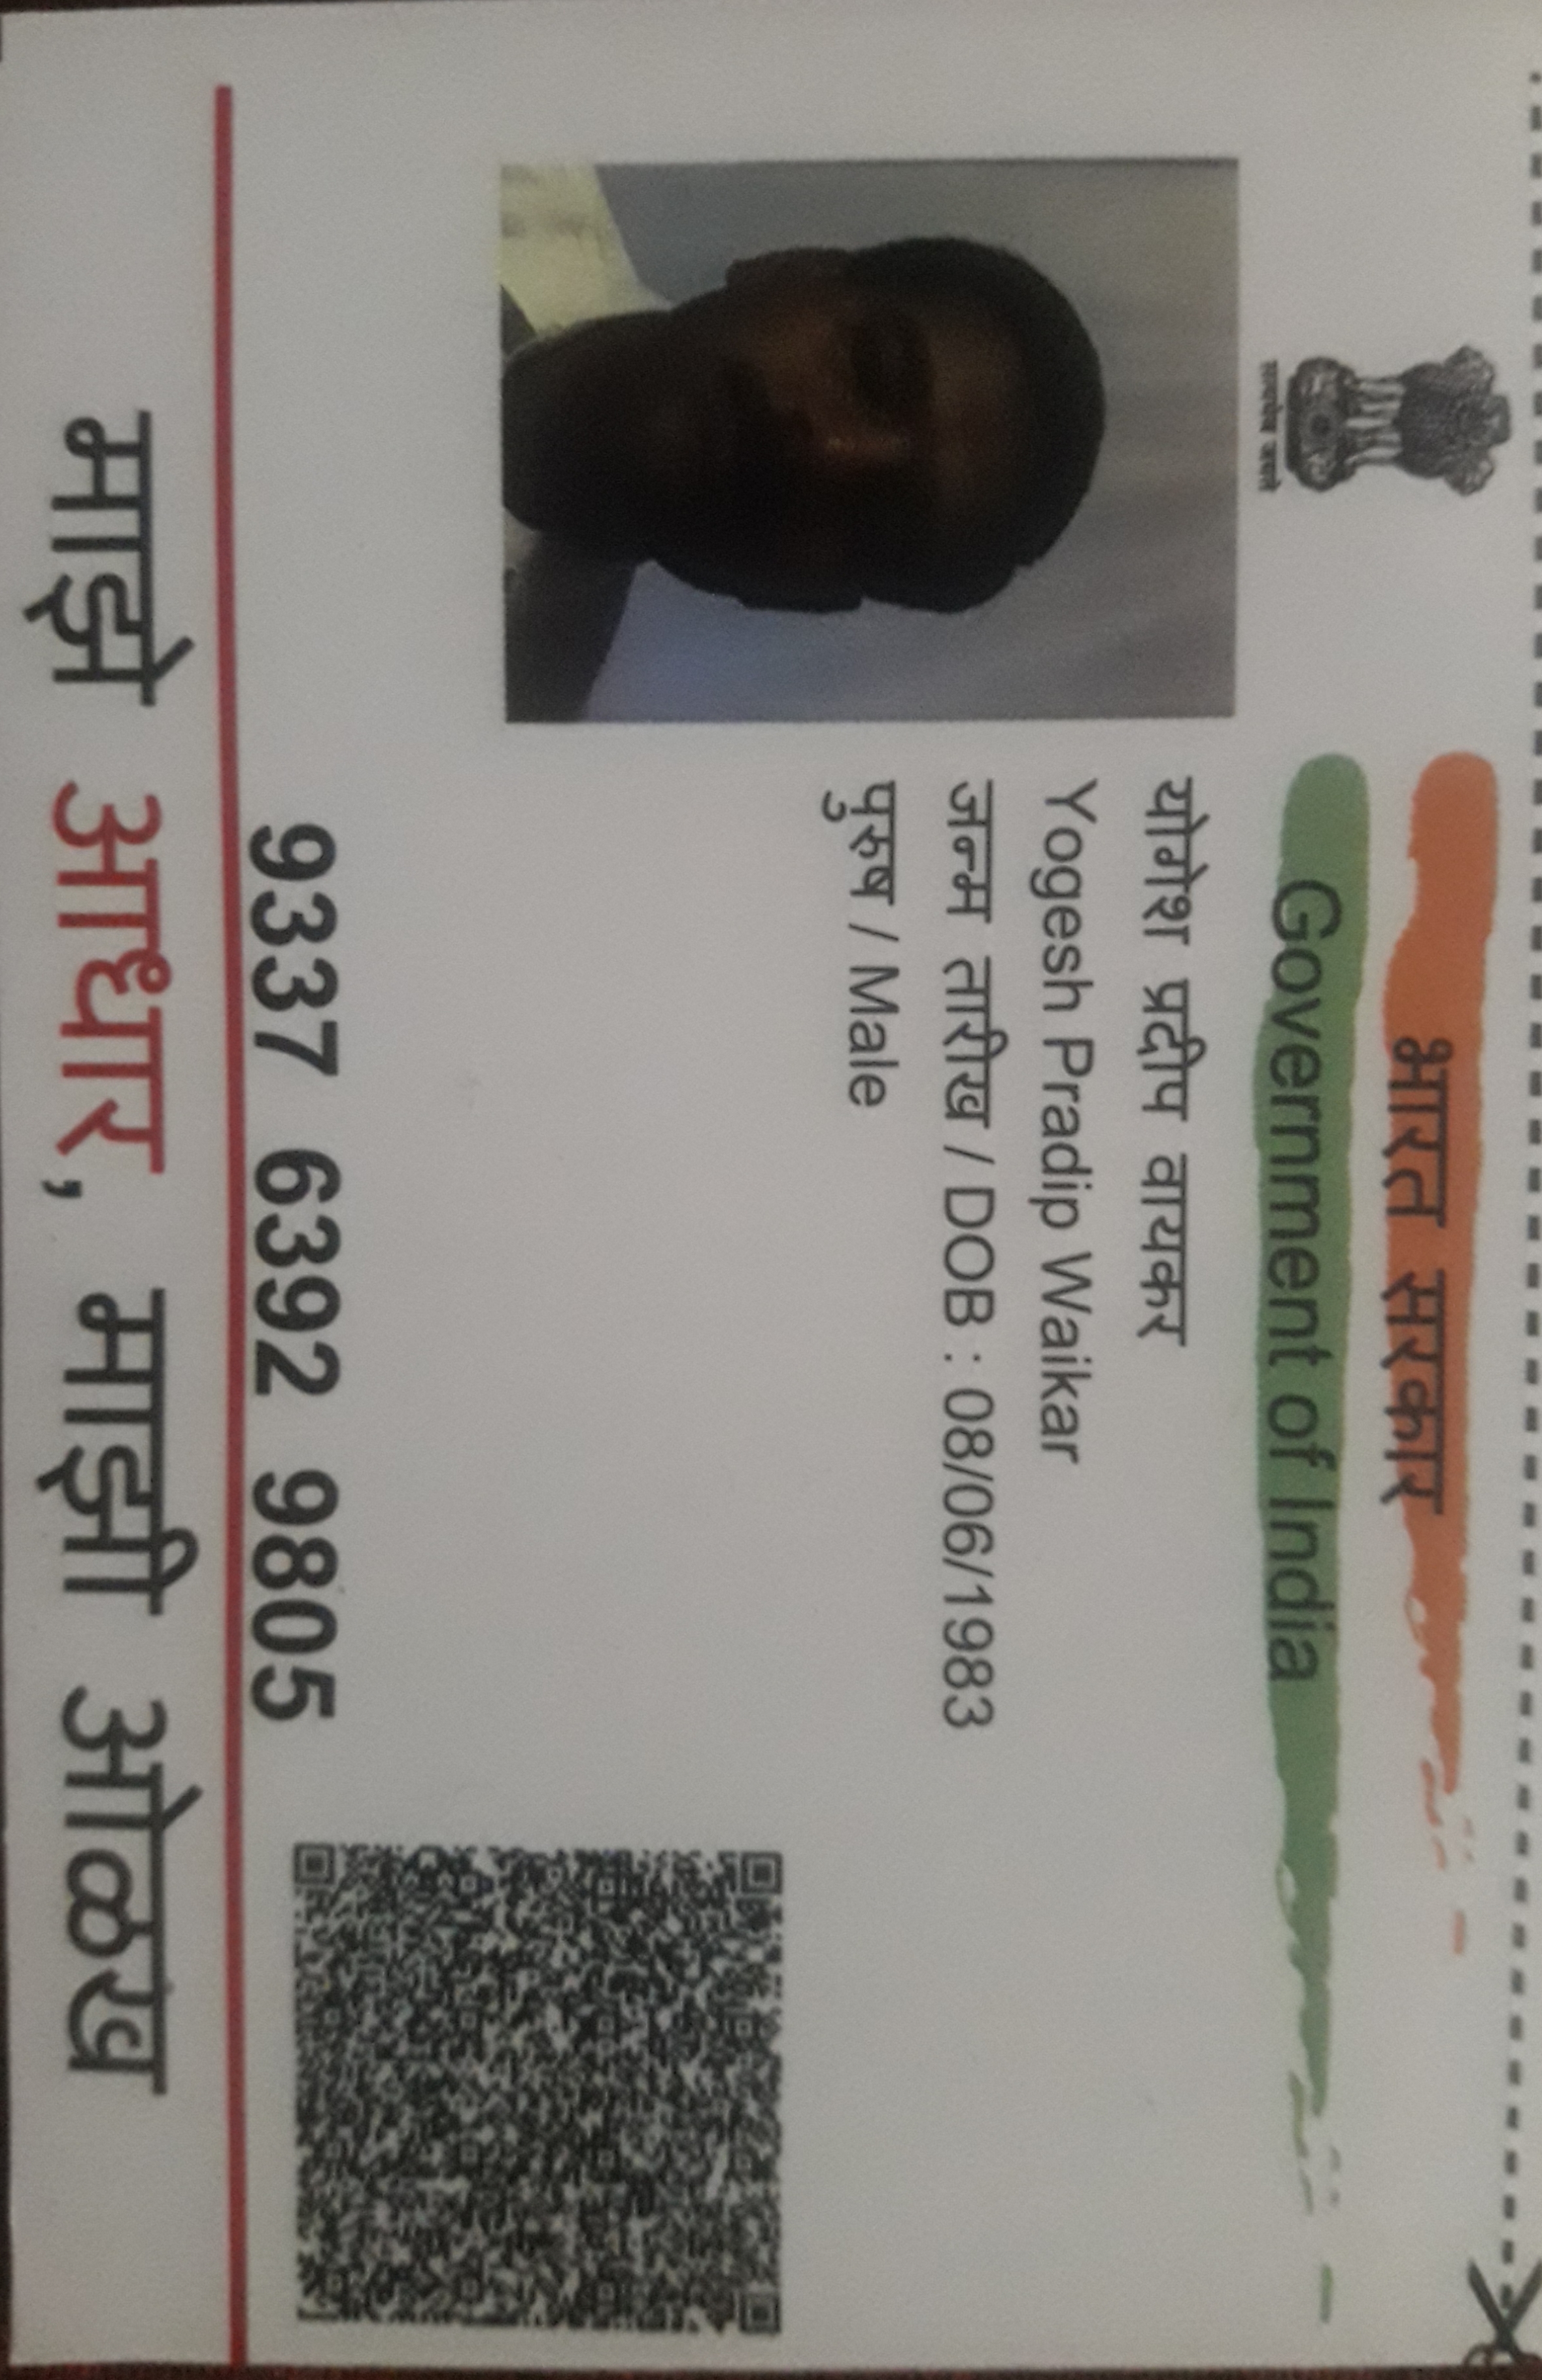 भारत सरकार
Government of India
सत्यमेव जयते
योगेश प्रदीप वायकर
Yogesh Pradip Waikar
जन्म तारीख / DOB : 08/06/1983
पुरुष / Male
9337 6392 9805
माझे आधार, माझी ओळख